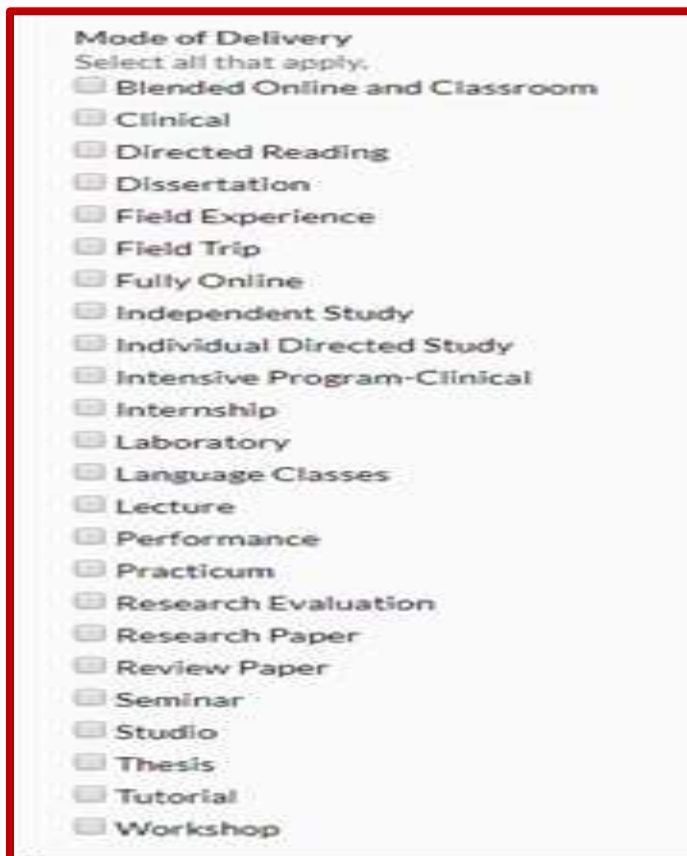 Mode of Delivery
Select all that apply.
Blended Online and Classroom
Clinical
Directed Reading
Dissertation
Field Experience
Field Trip
Fully Online
Independent Study
Individual Directed Study
Intensive Program-Clinical
Internship
Laboratory
Language Classes
Lecture
Performance
Practicum
Research Evaluation
Research Paper
Review Paper
Seminar
Studio
Thesis
Tutorial
Workshop